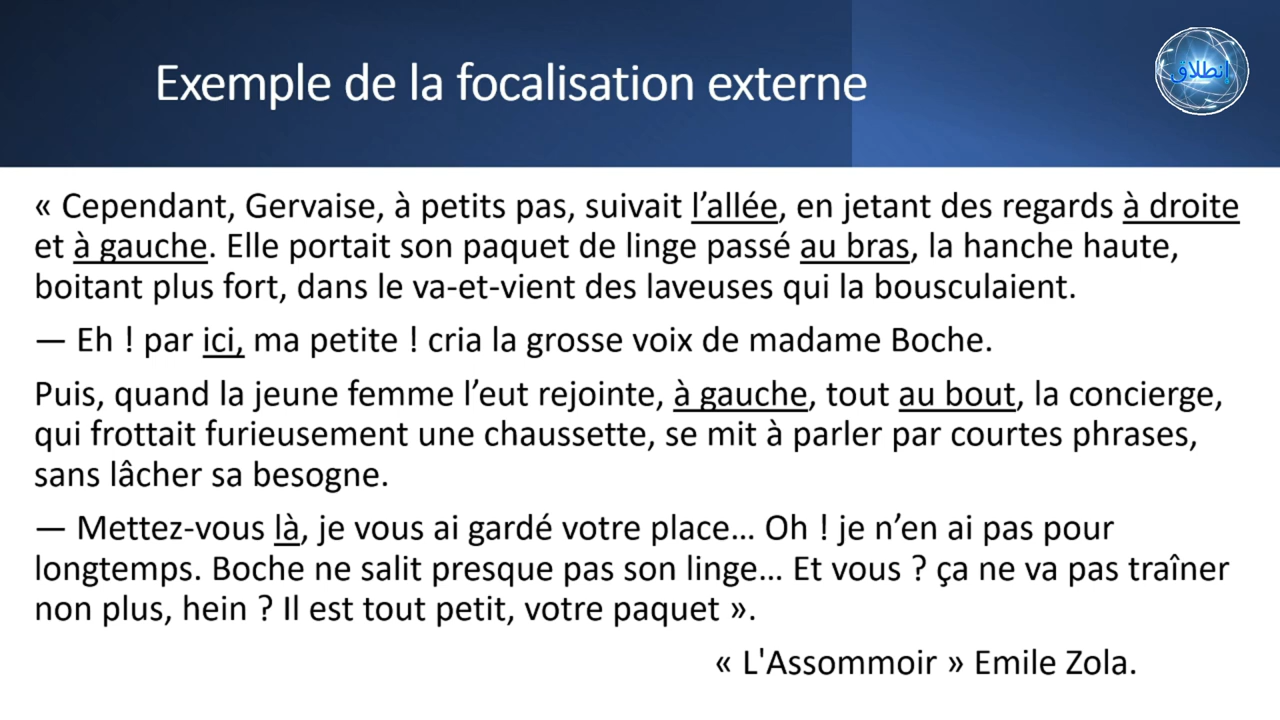 Exemple de la focalisation externe
إنطلاق
« Cependant, Gervaise, à petits pas, suivait l’allée, en jetant des regards à droite
et à gauche. Elle portait son paquet de linge passé au bras, la hanche haute,
boitant plus fort, dans le va-et-vient des laveuses qui la bousculaient.
— Eh ! par ici, ma petite ! cria la grosse voix de madame Boche.
Puis, quand la jeune femme l’eut rejointe, à gauche, tout au bout, la concierge,
qui frottait furieusement une chaussette, se mit à parler par courtes phrases,
sans lâcher sa besogne.
— Mettez-vous là, je vous ai gardé votre place… Oh ! je n’en ai pas pour
longtemps. Boche ne salit presque pas son linge… Et vous ? ça ne va pas traîner
non plus, hein ? Il est tout petit, votre paquet ».
« L'Assommoir » Emile Zola.